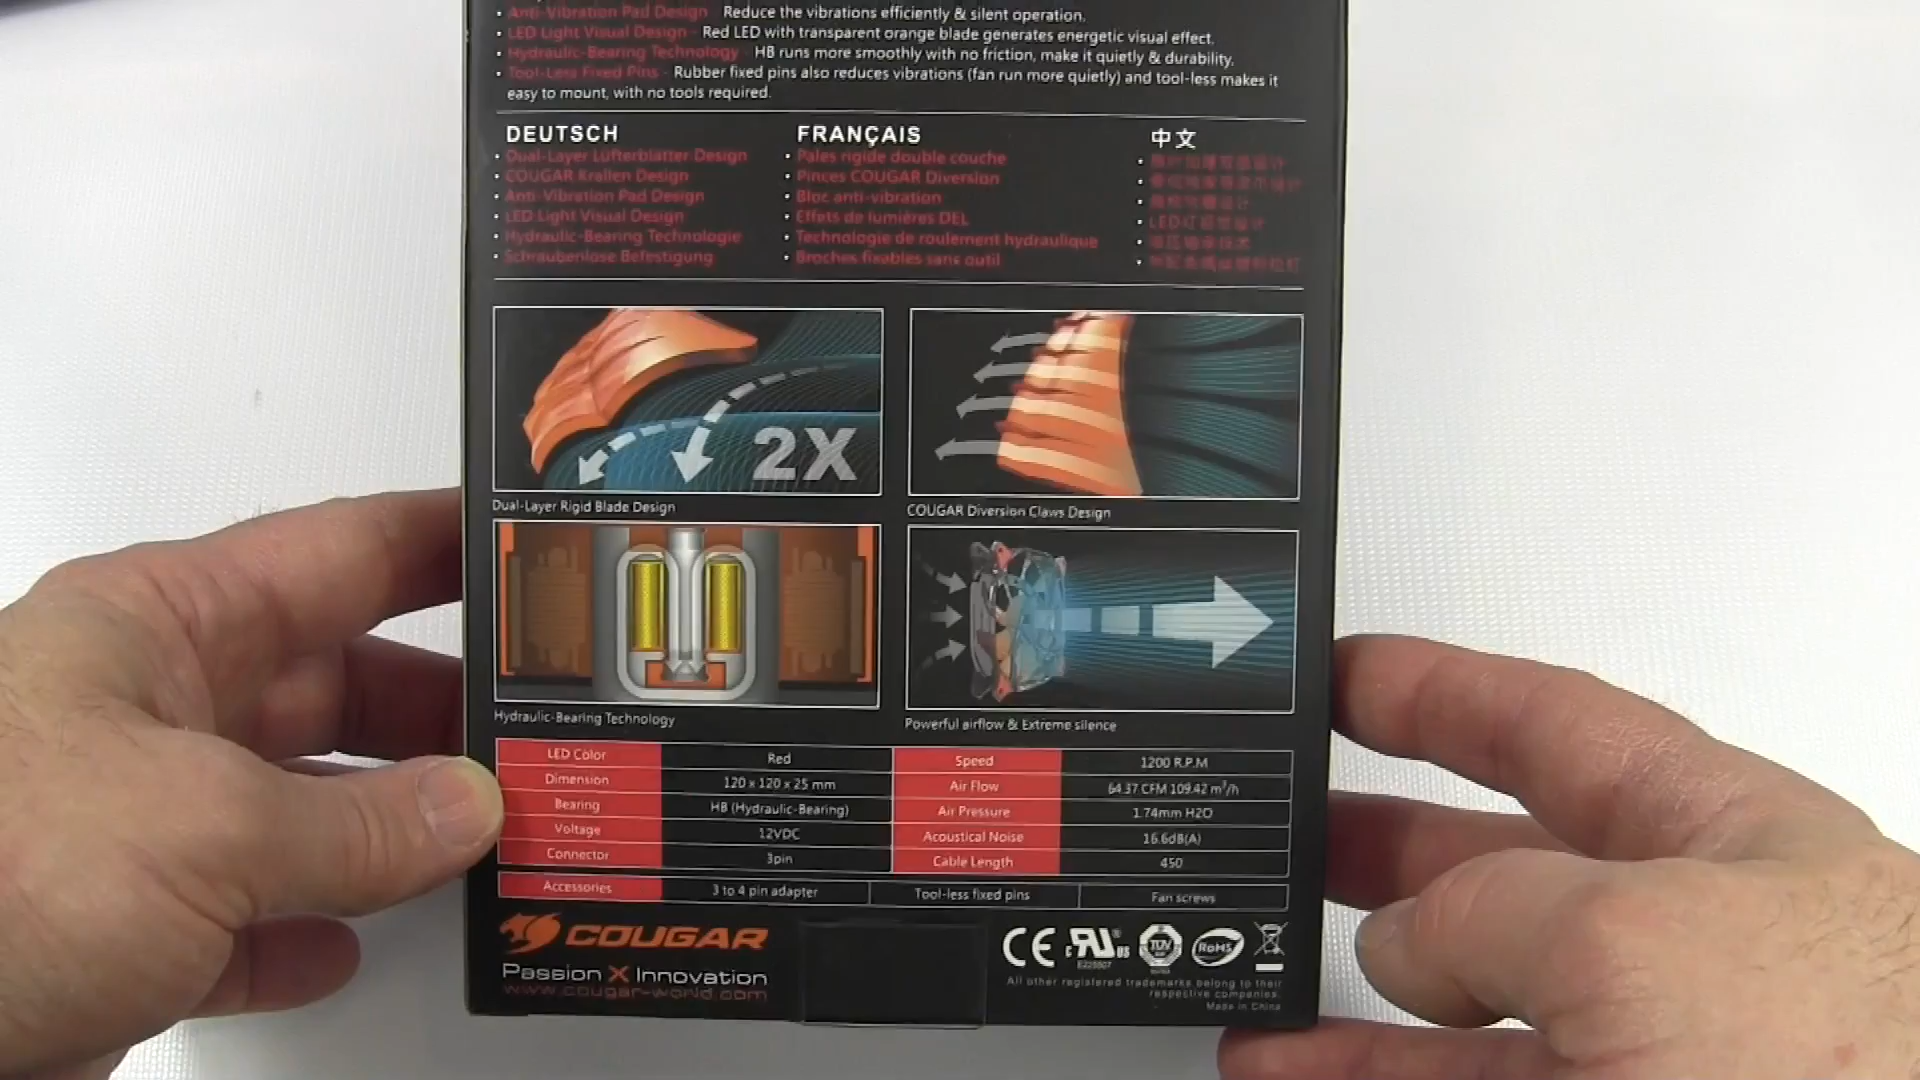 • Anti-Vibration Pad Design - Reduce the vibrations efficiently & silent operation.
• LED Light Visual Design - Red LED with transparent orange blade generates energetic visual effect.
• Hydraulic-Bearing Technology - HB runs more smoothly with no friction, make it quietly & durability.
• Tool-Less Fixed Pins - Rubber fixed pins also reduces vibrations (fan run more quietly) and tool-less makes it
easy to mount, with no tools required.
DEUTSCH
• Dual-Layer Lüfterblätter Design
• COUGAR Krallen Design
• Anti-Vibration Pad Design
• LED Light Visual Design
• Hydraulic-Bearing Technologie
• Schraubenlose Befestigung
FRANÇAIS
• Pales rigide double couche
• Pinces COUGAR Diversion
• Bloc anti-vibration
• Effets de lumières DEL
• Technologie de roulement hydraulique
• Broches fixables sans outil
中文
2X
Dual-Layer Rigid Blade Design
COUGAR Diversion Claws Design
Hydraulic-Bearing Technology
Powerful airflow & Extreme silence
LED Color Red Speed 1200 R.P.M
Dimension 120 x 120 x 25 mm Air Flow 64.37 CFM 109.42 m³/h
Bearing HB (Hydraulic-Bearing) Air Pressure 1.74mm H2O
Voltage 12VDC Acoustical Noise 16.6dB(A)
Connector 3pin Cable Length 450
Accessories 3 to 4 pin adapter Tool-less fixed pins Fan screws
COUGAR
Passion X Innovation
www.cougar-world.com
CE c RU ® US TÜV RoHS
All other registered trademarks belong to their
respective companies.
Made in China